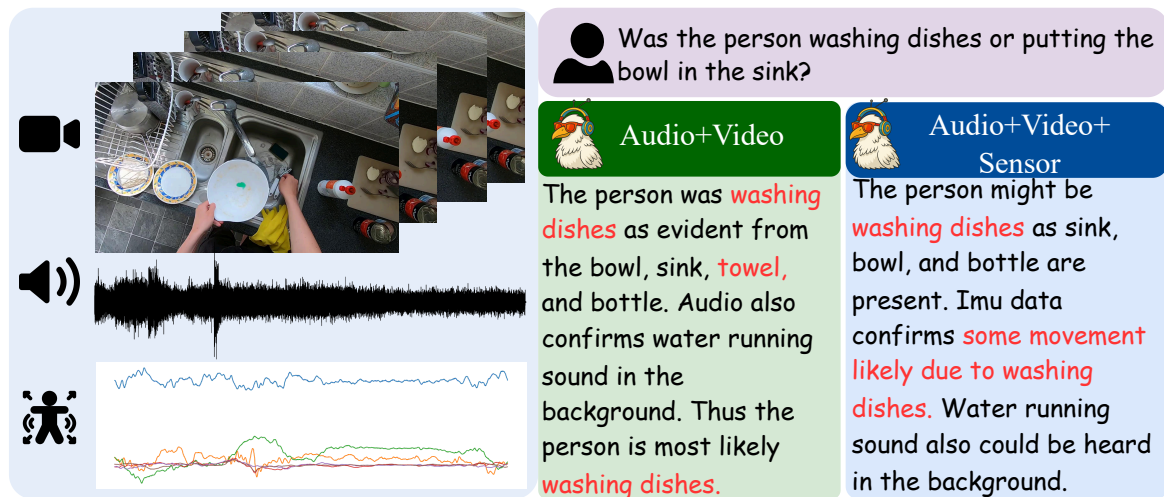 Was the person washing dishes or putting the
bowl in the sink?
Audio+Video
The person was washing
dishes as evident from
the bowl, sink, towel,
and bottle. Audio also
confirms water running
sound in the
background. Thus the
person is most likely
washing dishes.
Audio+Video+
Sensor
The person might be
washing dishes as sink,
bowl, and bottle are
present. Imu data
confirms some movement
likely due to washing
dishes. Water running
sound also could be heard
in the background.